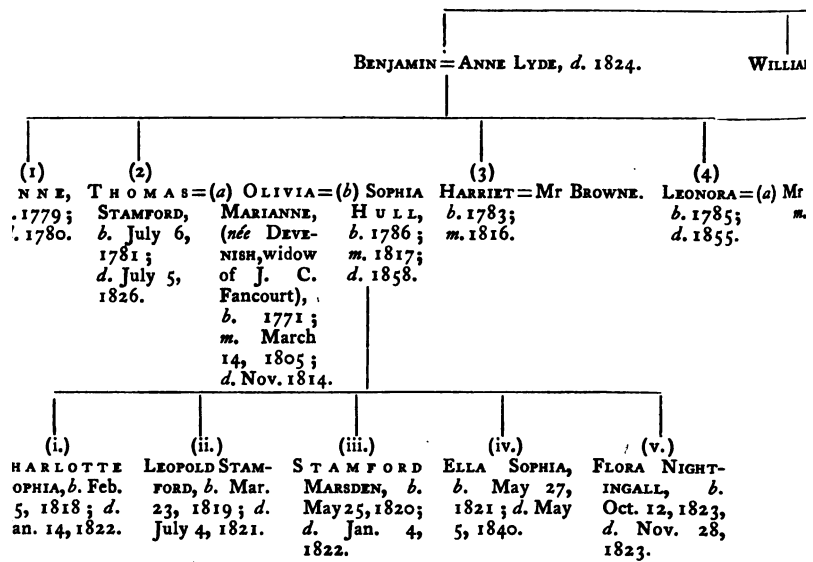 BENJAMIN = ANNE LYDE, d. 1824.
(1)
NNE,
1779;
1780.
(2)
THOMAS = (a) OLIVIA = (b) SOPHIA
STAMFORD,
b. July 6,
1781;
d. July 5,
1826.
MARIANNE,
(née DEVE-
NISH, widow
of J. C.
Fancourt),
b. 1771;
m. March
14, 1805;
d. Nov. 1814.
HULL,
b. 1786;
m. 1817;
d. 1858.
(3)
HARRIET = Mr BROWNE.
b. 1783;
m. 1816.
(4)
LEONORA = (a) Mr
b. 1785;
d. 1855.
m.
(i.)
HARLOTTE
OPHIA, b. Feb.
5, 1818; d.
an. 14, 1822.
(ii.)
LEOPOLD STAM-
FORD, b. Mar.
23, 1819; d.
July 4, 1821.
(iii.)
STAMFORD
MARSDEN, b.
May 25, 1820;
d. Jan. 4,
1822.
(iv.)
ELLA SOPHIA,
b. May 27,
1821; d. May
5, 1840.
(v.)
FLORA NIGHT-
INGALL, b.
Oct. 12, 1823,
d. Nov. 28,
1823.